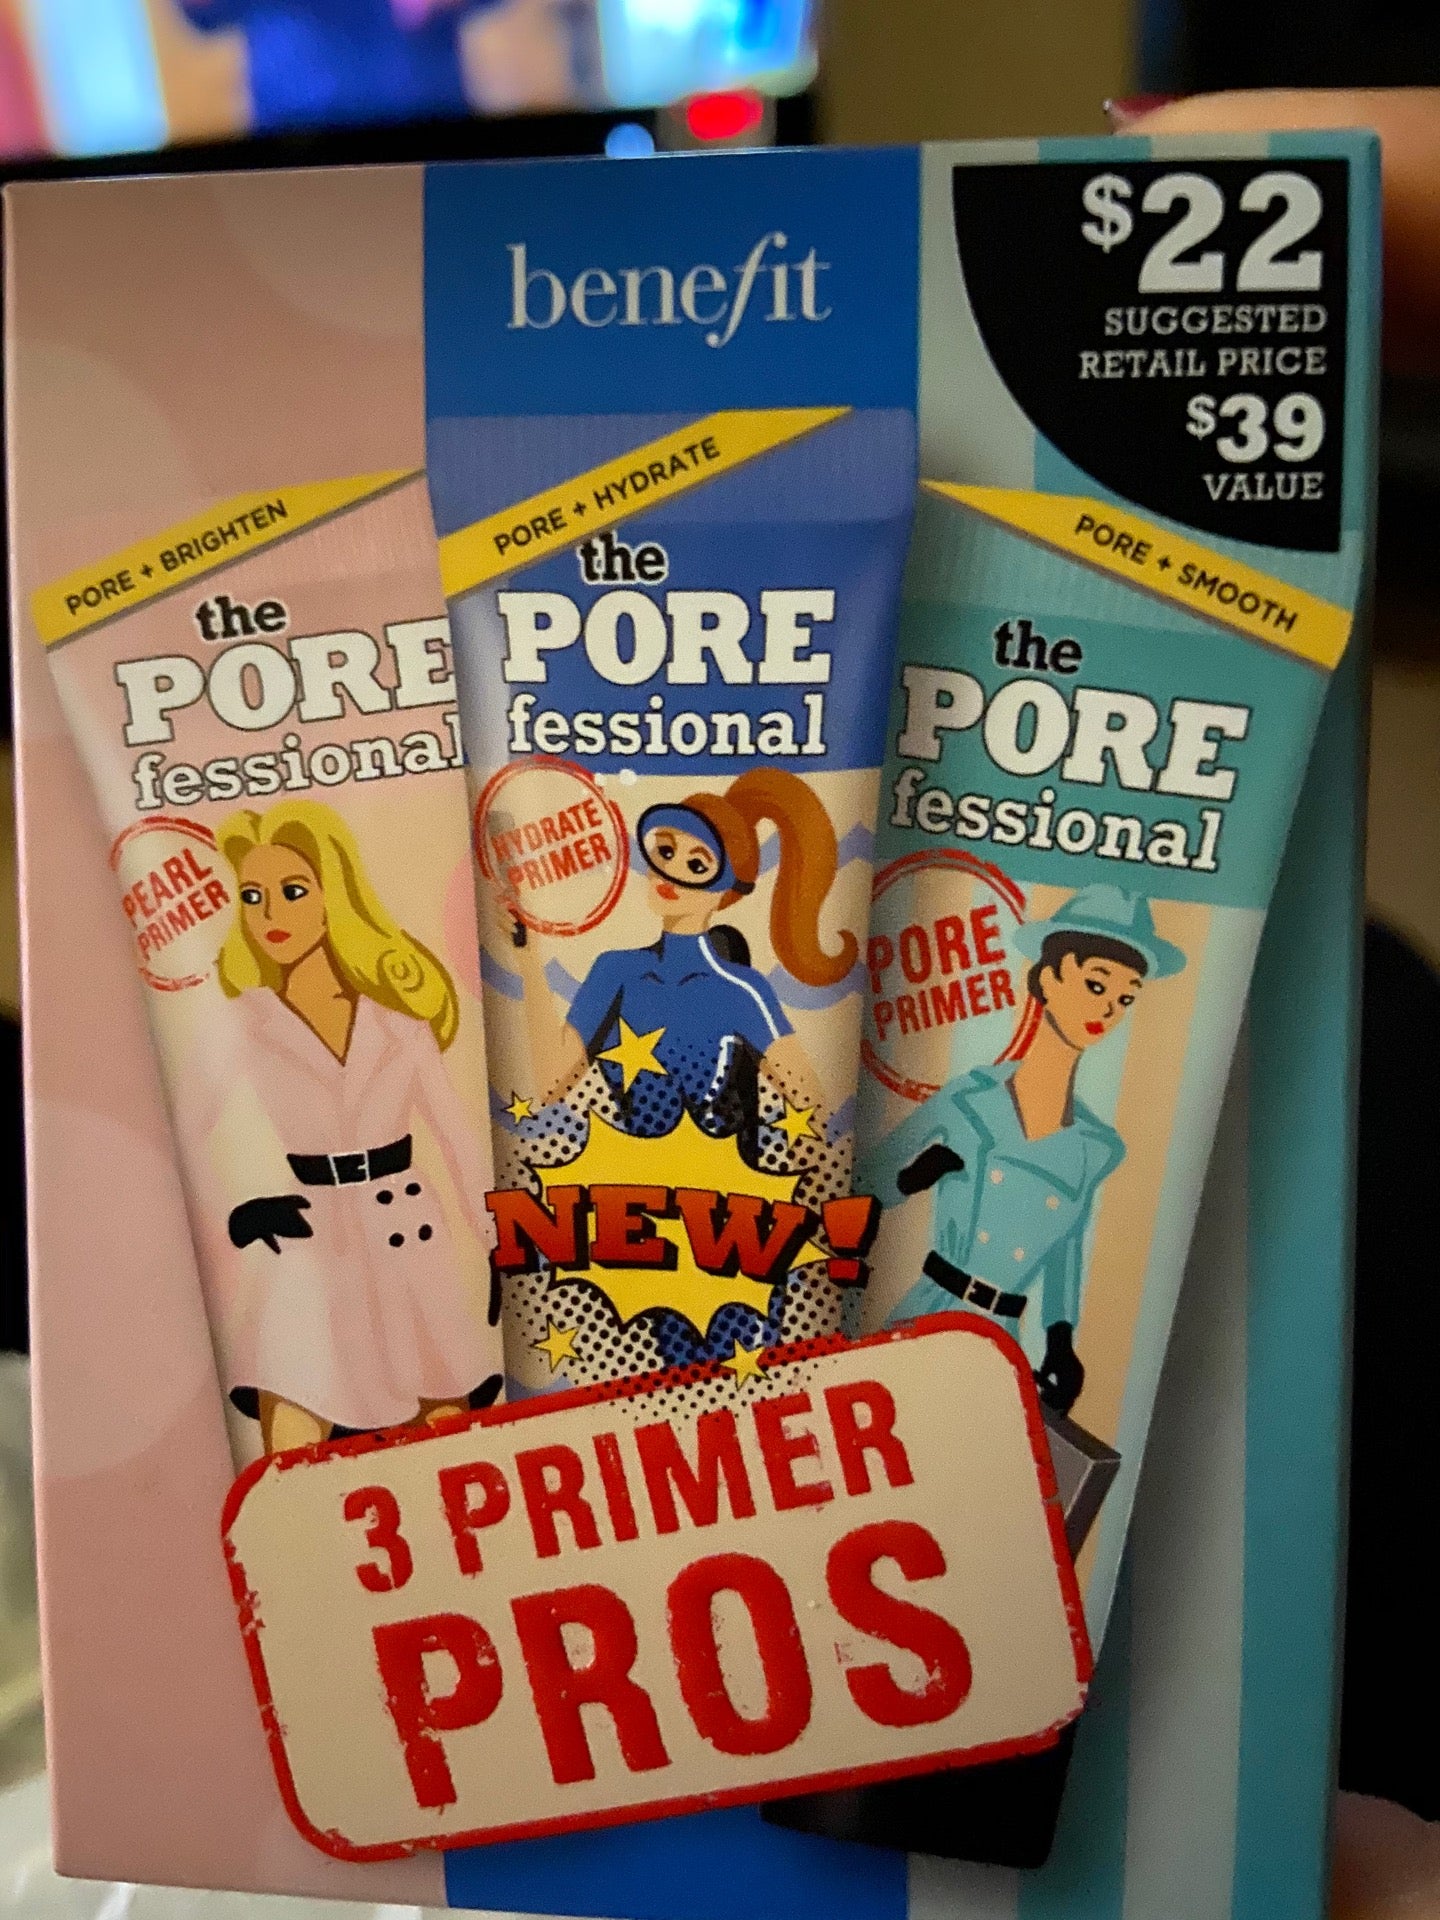 benefit
$22
SUGGESTED
RETAIL PRICE
$39
VALUE
PORE + BRIGHTEN
the
PORE
fessional
PEARL
PRIMER
PORE + HYDRATE
the
PORE
fessional
HYDRATE
PRIMER
NEW!
PORE + SMOOTH
the
PORE
fessional
PORE
PRIMER
3 PRIMER
PROS